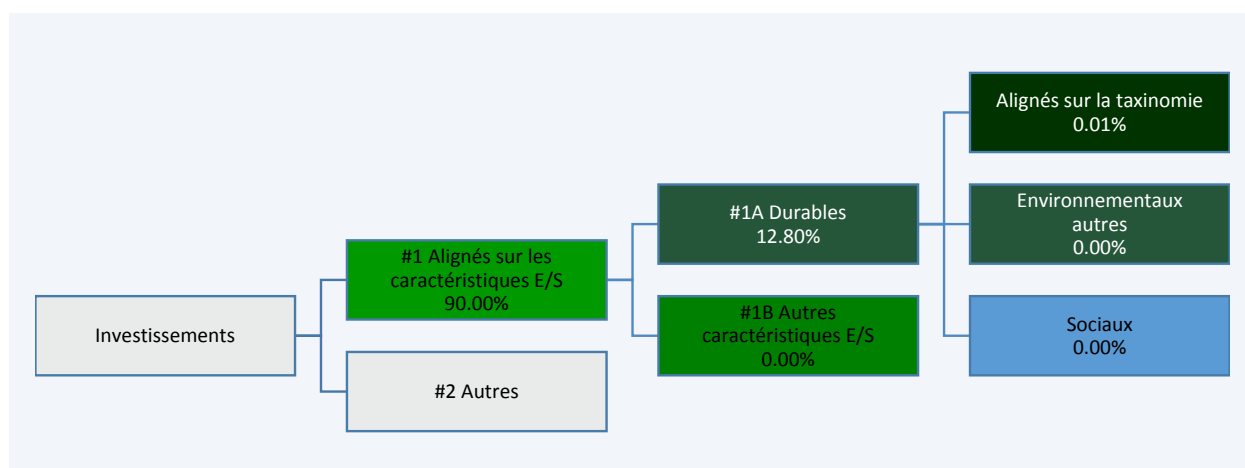 Investissements
#1 Alignés sur les
caractéristiques E/S
90.00%
#2 Autres
#1A Durables
12.80%
#1B Autres
caractéristiques E/S
0.00%
Alignés sur la taxinomie
0.01%
Environnementaux
autres
0.00%
Sociaux
0.00%